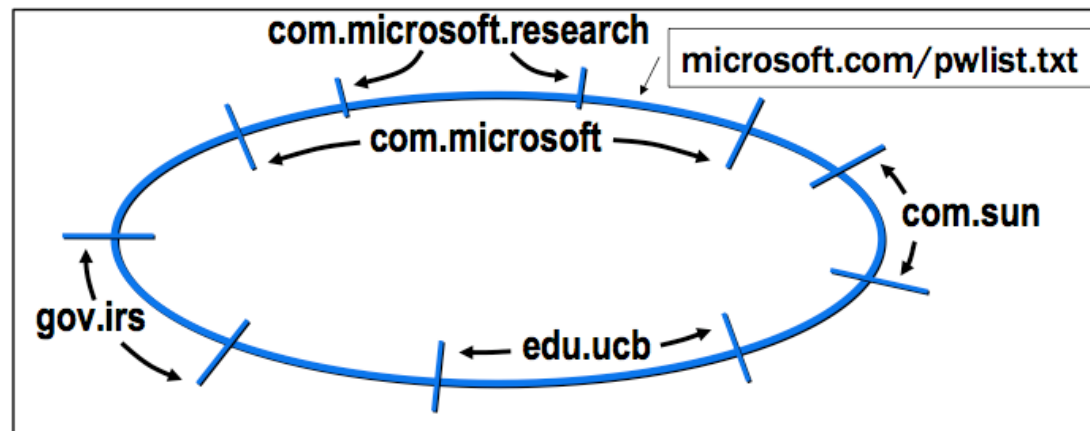 com.microsoft.research
microsoft.com/pwlist.txt
com.microsoft
com.sun
gov.irs
edu.ucb